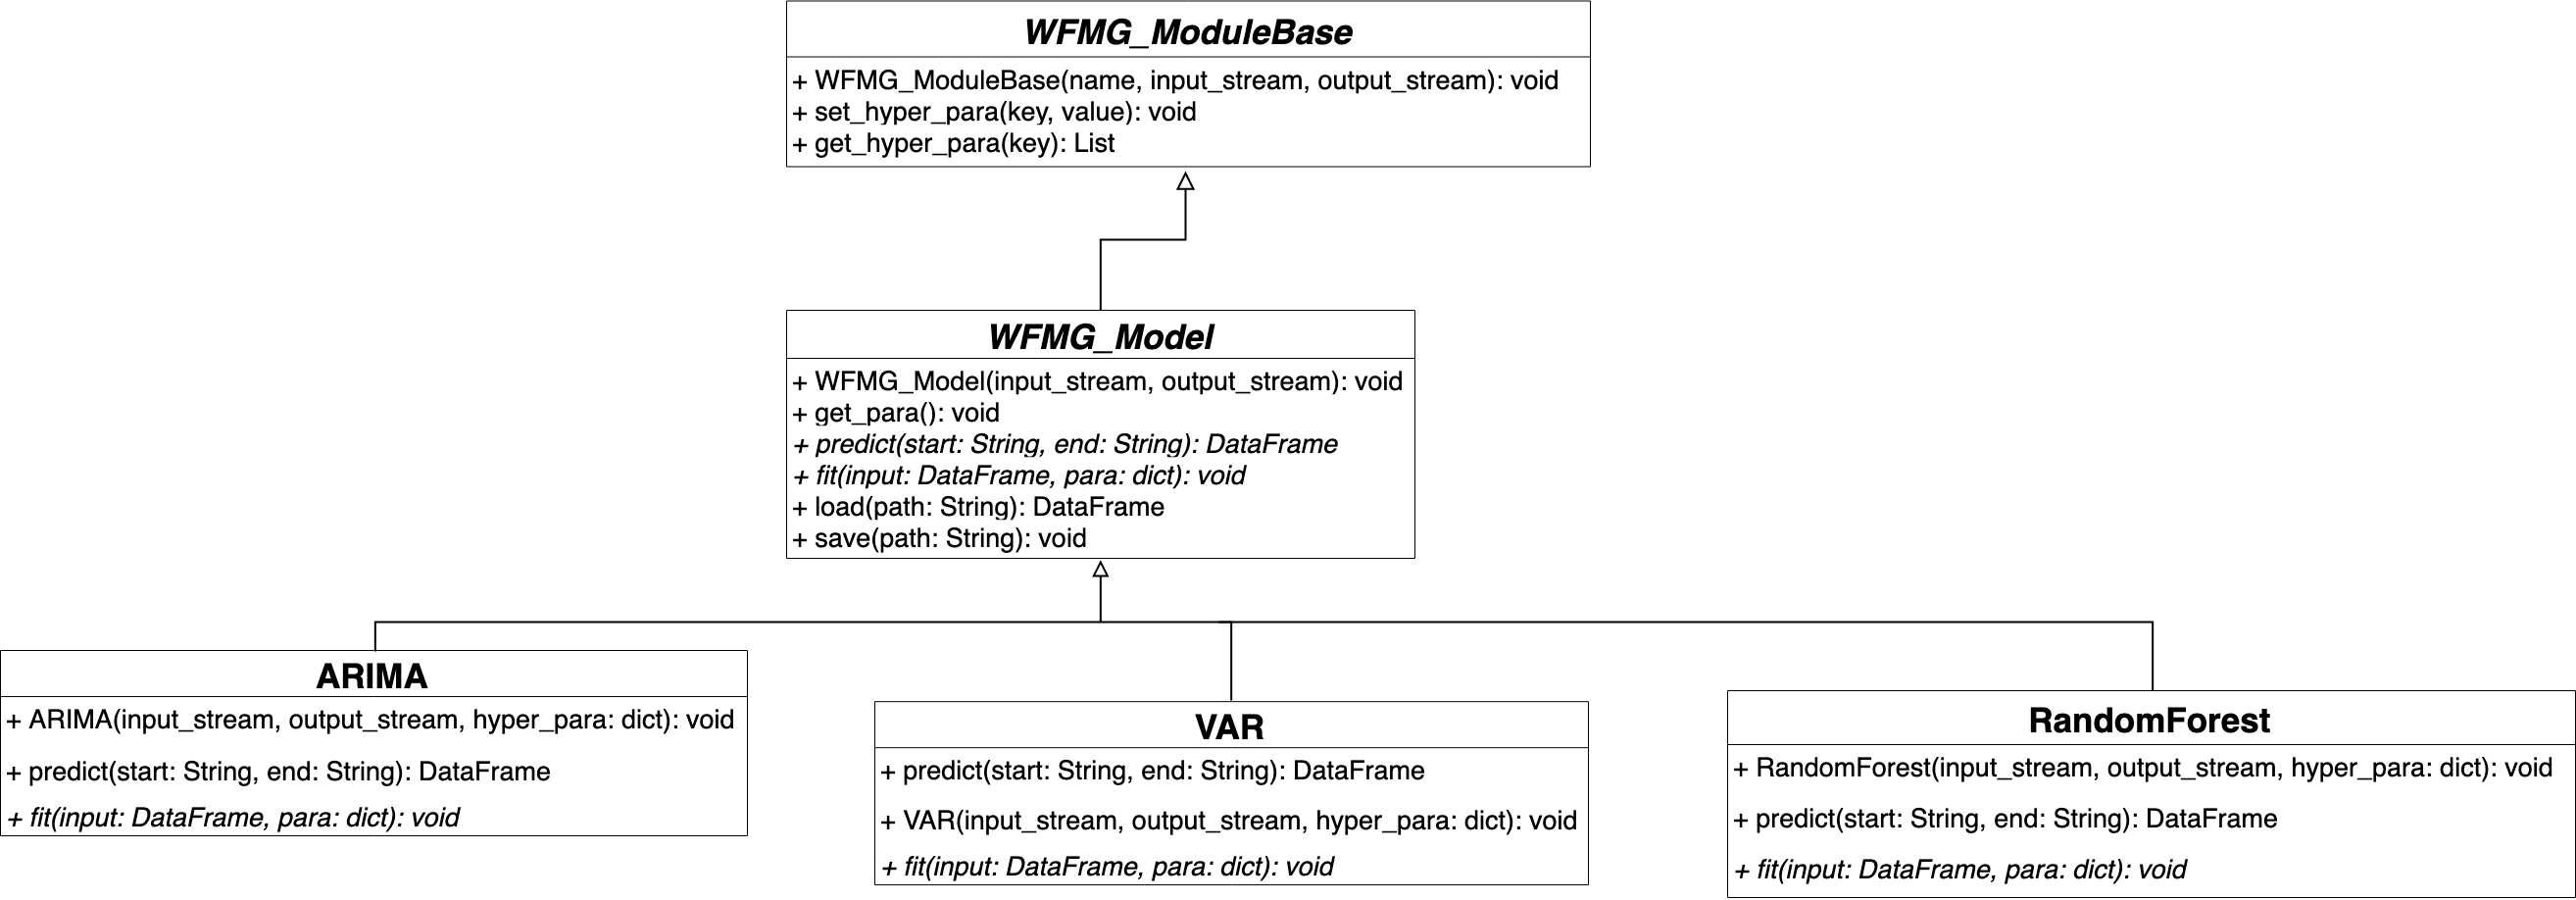 WFMG_ModuleBase
+ WFMG_ModuleBase(name, input_stream, output_stream): void
+ set_hyper_para(key, value): void
+ get_hyper_para(key): List
WFMG_Model
+ WFMG_Model(input_stream, output_stream): void
+ get_para(): void
+ predict(start: String, end: String): DataFrame
+ fit(input: DataFrame, para: dict): void
+ load(path: String): DataFrame
+ save(path: String): void
ARIMA
+ ARIMA(input_stream, output_stream, hyper_para: dict): void
+ predict(start: String, end: String): DataFrame
+ fit(input: DataFrame, para: dict): void
VAR
+ predict(start: String, end: String): DataFrame
+ VAR(input_stream, output_stream, hyper_para: dict): void
+ fit(input: DataFrame, para: dict): void
RandomForest
+ RandomForest(input_stream, output_stream, hyper_para: dict): void
+ predict(start: String, end: String): DataFrame
+ fit(input: DataFrame, para: dict): void